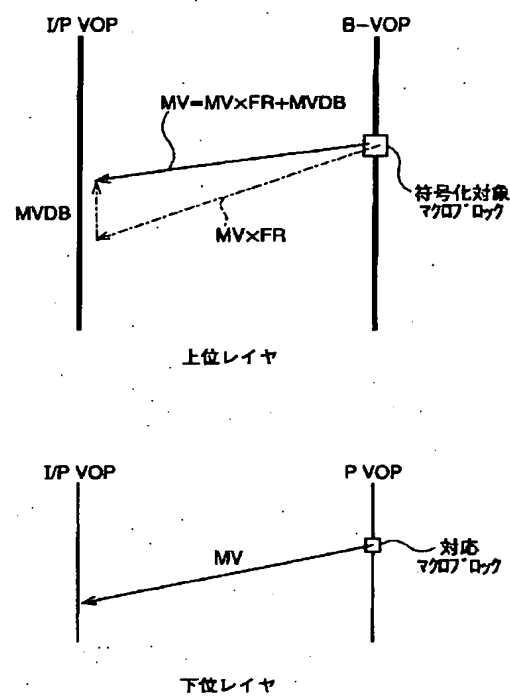 I/P VOP
B-VOP
MV=MV×FR+MVDB
MVDB
MV×FR
符号化対象
マクロブロック
上位レイヤ
I/P VOP
P VOP
MV
対応
マクロブロック
下位レイヤ